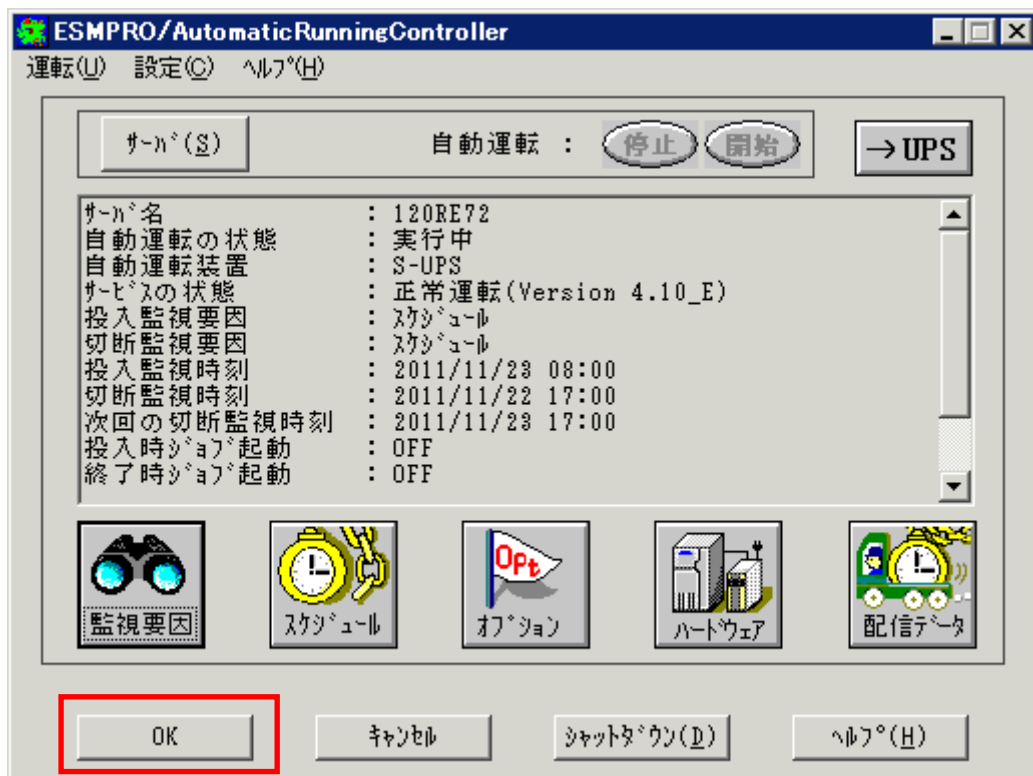 ESMPRO/AutomaticRunningController
運転(U) 設定(C) ﾍﾙﾌﾟ(H)
ｻｰﾊﾞ(S) 自動運転 : 停止 開始 →UPS
ｻｰﾊﾞ名 : 120RE72
自動運転の状態 : 実行中
自動運転装置 : S-UPS
ｻｰﾋﾞｽの状態 : 正常運転(Version 4.10_E)
投入監視要因 : ｽｹｼﾞｭｰﾙ
切断監視要因 : ｽｹｼﾞｭｰﾙ
投入監視時刻 : 2011/11/23 08:00
切断監視時刻 : 2011/11/22 17:00
次回の切断監視時刻 : 2011/11/23 17:00
投入時ｼﾞｮﾌﾞ起動 : OFF
終了時ｼﾞｮﾌﾞ起動 : OFF
Opt
監視要因 ｽｹｼﾞｭｰﾙ ｵﾌﾟｼｮﾝ ﾊｰﾄﾞｳｪｱ 配信ﾃﾞｰﾀ
OK ｷｬﾝｾﾙ ｼｬｯﾄﾀﾞｳﾝ(D) ﾍﾙﾌﾟ(H)